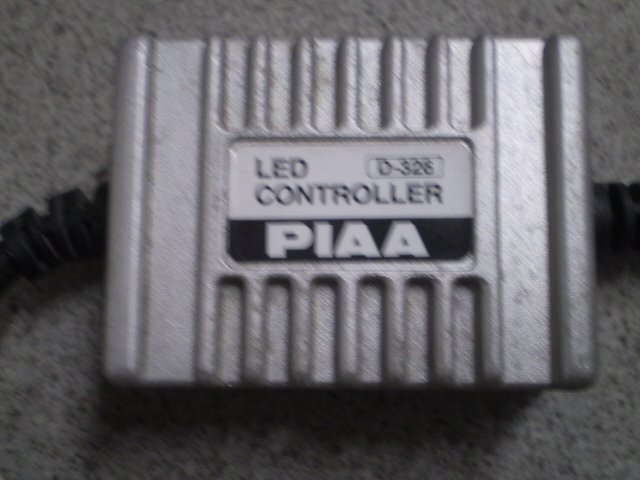 LED D-326
CONTROLLER
PIAA